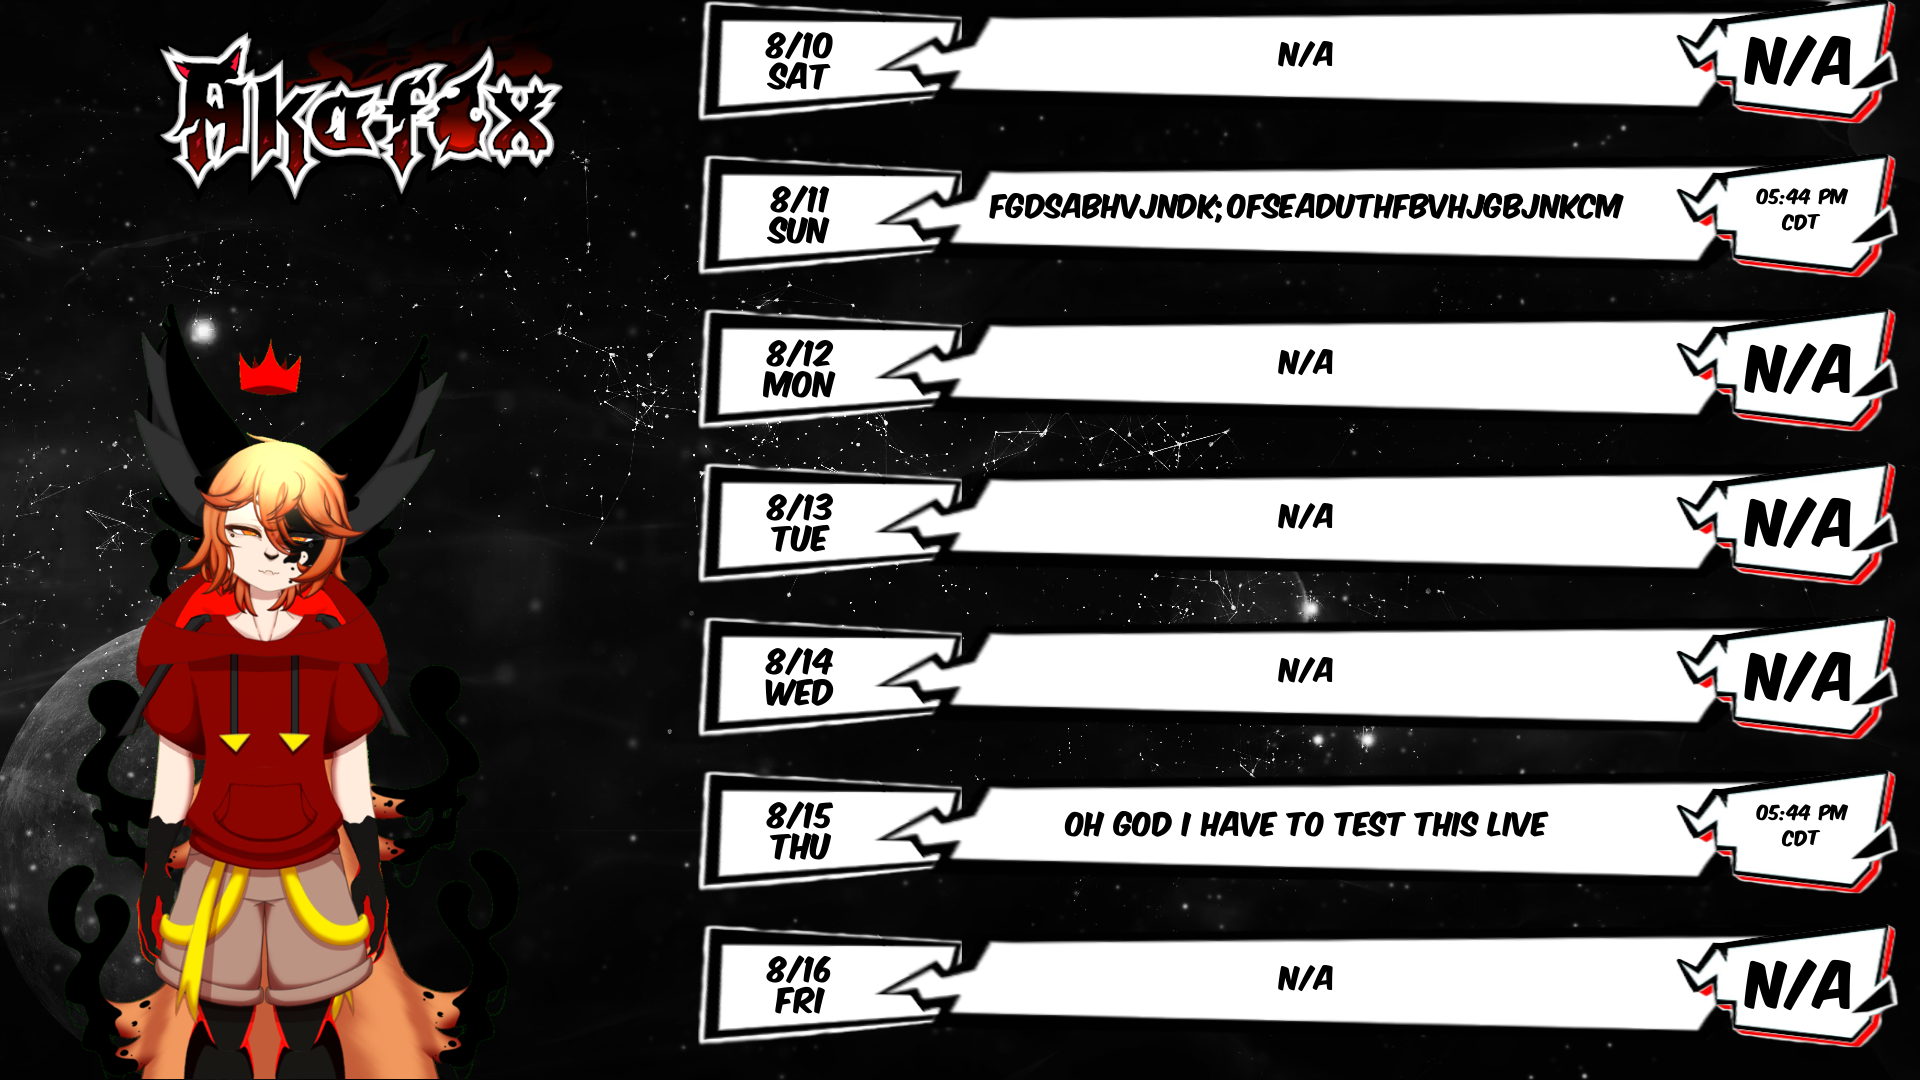 Akafox
8/10
SAT
N/A
N/A
8/11
SUN
FGDSABHVJNDK;OFSEADUTHFBVHJGBJNKCM
05:44 PM
CDT
8/12
MON
N/A
N/A
8/13
TUE
N/A
N/A
8/14
WED
N/A
N/A
8/15
THU
OH GOD I HAVE TO TEST THIS LIVE
05:44 PM
CDT
8/16
FRI
N/A
N/A